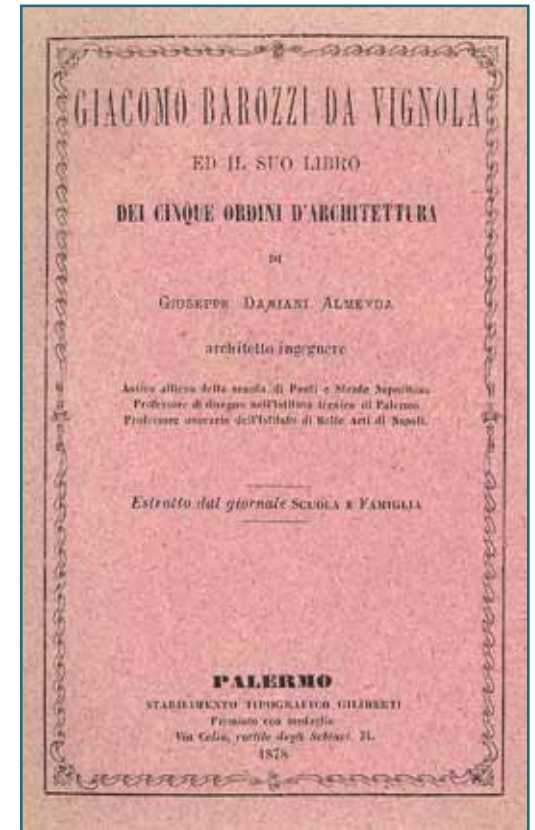 GIACOMO BAROZZI DA VIGNOLA
ED IL SUO LIBRO
DEI CINQUE ORDINI D'ARCHITETTURA
DI
GIUSEPPE DAMIANI ALMEYDA
architetto ingegnere
Antico allievo della scuola di Ponti e Strade Napolitana.
Professore di disegno nell'Istituto tecnico di Palermo
Professore onorario dell'Istituto di Belle Arti di Napoli.
Estratto dal giornale SCUOLA E FAMIGLIA
PALERMO
STABILIMENTO TIPOGRAFICO GILIBERTI
Premiato con medaglie
Via Celso, cortile degli Schiavi, 31.
1878